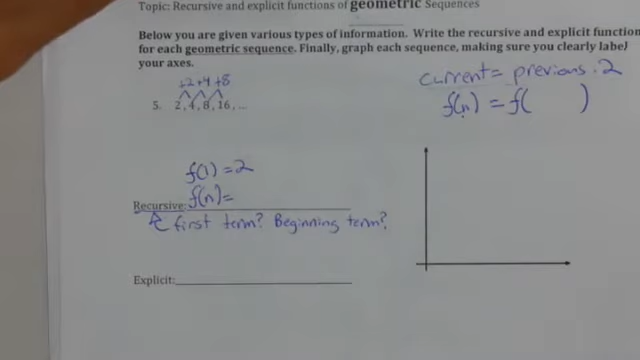 Topic: Recursive and explicit functions of geometric Sequences
Below you are given various types of information. Write the recursive and explicit function
for each geometric sequence. Finally, graph each sequence, making sure you clearly label
your axes.
+2 +4 +8
5. 2, 4, 8, 16, ...
current = previous · 2
f(n) = f( )
f(1) = 2
f(n) =
Recursive:
first term? Beginning term?
Explicit: